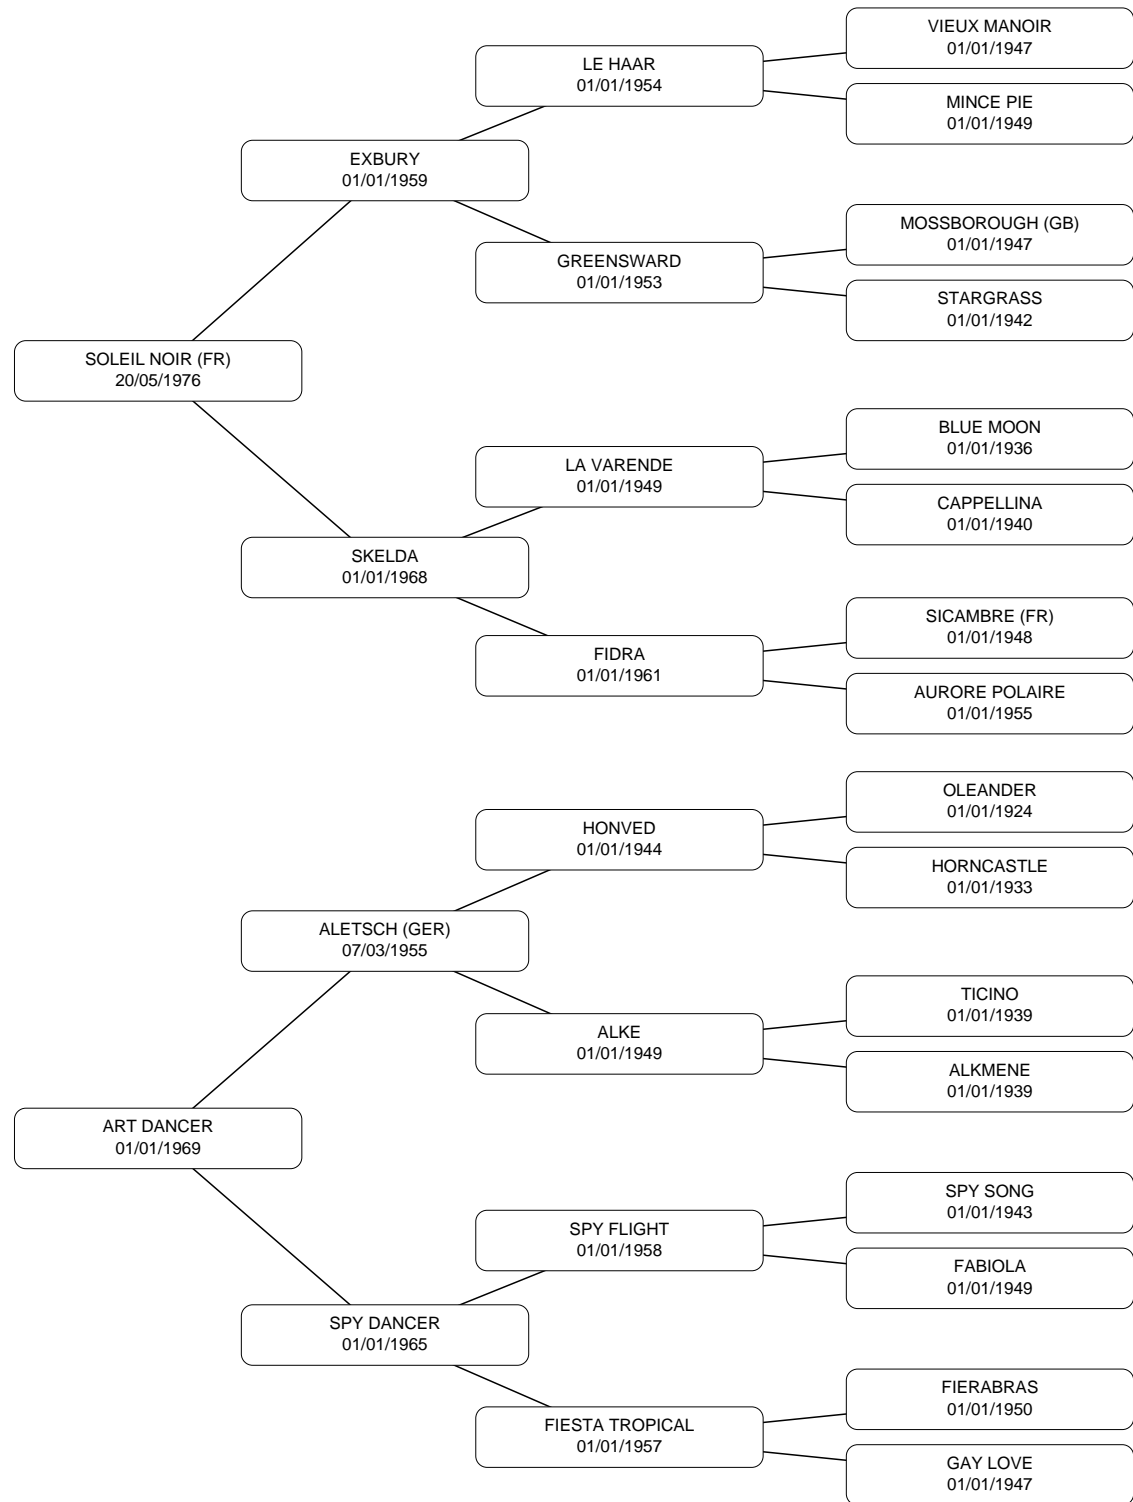 VIEUX MANOIR
01/01/1947
LE HAAR
01/01/1954
MINCE PIE
01/01/1949
EXBURY
01/01/1959
MOSSBOROUGH (GB)
01/01/1947
GREENSWARD
01/01/1953
STARGRASS
01/01/1942
SOLEIL NOIR (FR)
20/05/1976
BLUE MOON
01/01/1936
LA VARENDE
01/01/1949
CAPPELLINA
01/01/1940
SKELDA
01/01/1968
SICAMBRE (FR)
01/01/1948
FIDRA
01/01/1961
AURORE POLAIRE
01/01/1955
OLEANDER
01/01/1924
HONVED
01/01/1944
HORNCASTLE
01/01/1933
ALETSCH (GER)
07/03/1955
TICINO
01/01/1939
ALKE
01/01/1949
ALKMENE
01/01/1939
ART DANCER
01/01/1969
SPY SONG
01/01/1943
SPY FLIGHT
01/01/1958
FABIOLA
01/01/1949
SPY DANCER
01/01/1965
FIERABRAS
01/01/1950
FIESTA TROPICAL
01/01/1957
GAY LOVE
01/01/1947